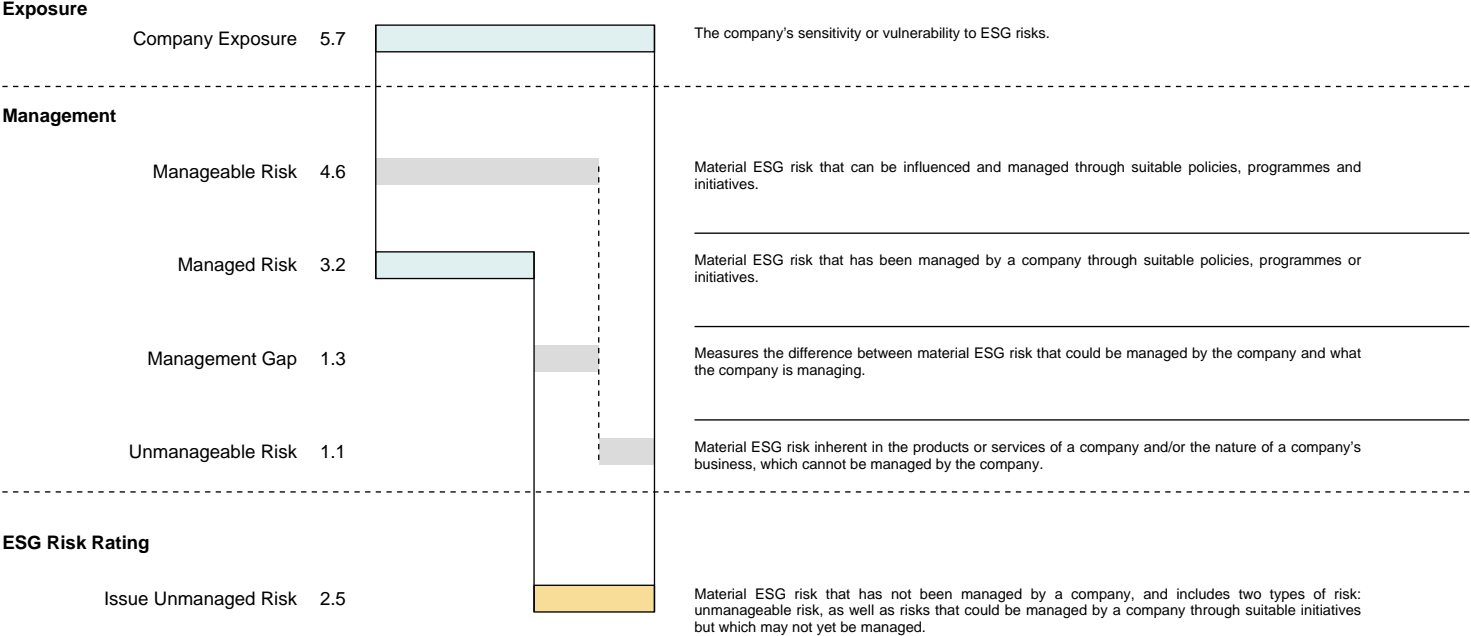 Exposure
Company Exposure 5.7
The company's sensitivity or vulnerability to ESG risks.
Management
Manageable Risk 4.6
Material ESG risk that can be influenced and managed through suitable policies, programmes and
initiatives.
Managed Risk 3.2
Material ESG risk that has been managed by a company through suitable policies, programmes or
initiatives.
Management Gap 1.3
Measures the difference between material ESG risk that could be managed by the company and what
the company is managing.
Unmanageable Risk 1.1
Material ESG risk inherent in the products or services of a company and/or the nature of a company's
business, which cannot be managed by the company.
ESG Risk Rating
Issue Unmanaged Risk 2.5
Material ESG risk that has not been managed by a company, and includes two types of risk:
unmanageable risk, as well as risks that could be managed by a company through suitable initiatives
but which may not yet be managed.